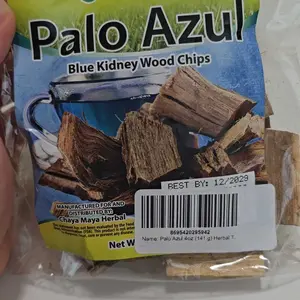 Palo Azul
Blue Kidney Wood Chips
MANUFACTURED FOR AND
DISTRIBUTED BY:
Chaya Maya Herbal
Net W
BEST BY: 12/2029
Name: Palo Azul 4oz (141 g) Herbal T.